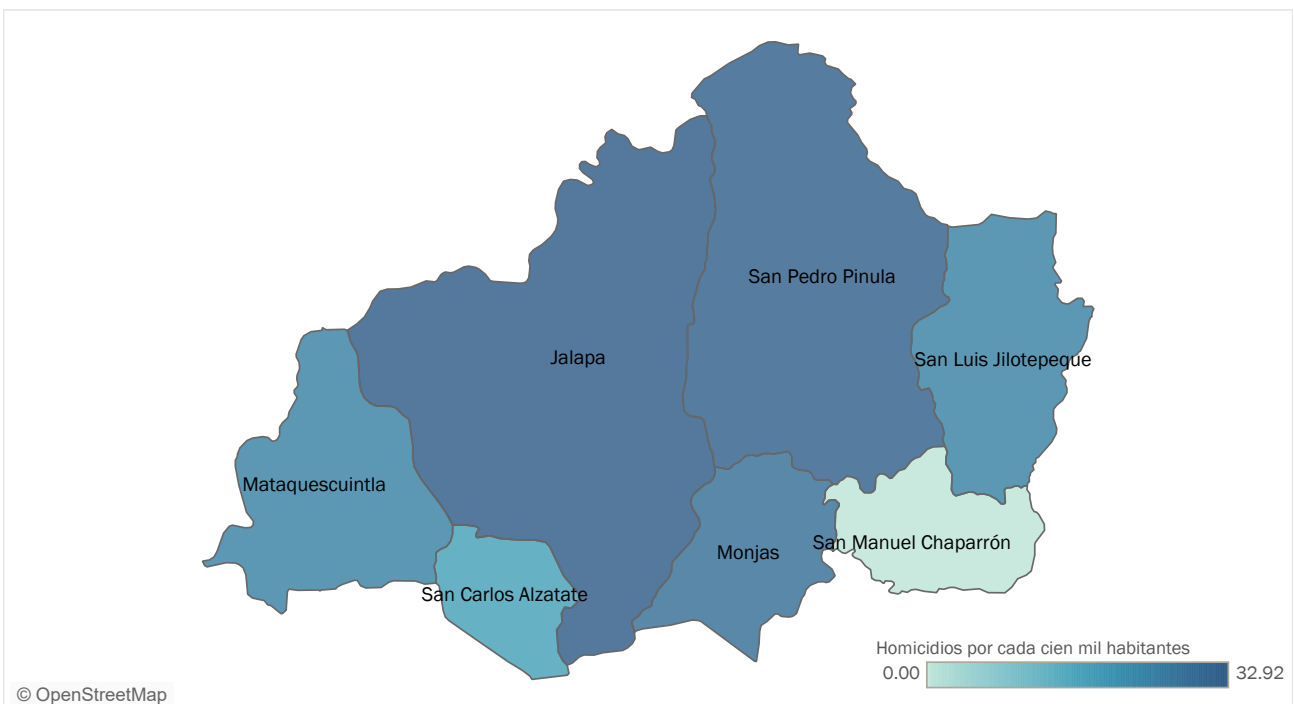 San Pedro Pinula
Jalapa
San Luis Jilotepeque
Mataquescuintla
San Manuel Chaparrón
Monjas
San Carlos Alzatate
Homicidios por cada cien mil habitantes
0.00 32.92
© OpenStreetMap